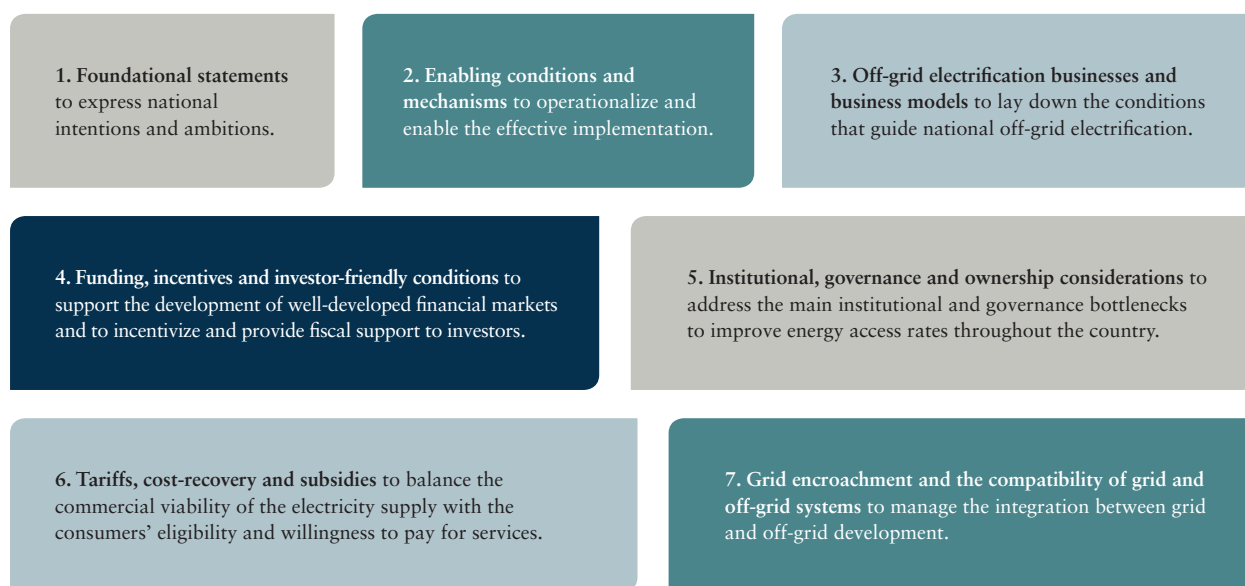 1. Foundational statements
to express national
intentions and ambitions.
2. Enabling conditions and
mechanisms to operationalize and
enable the effective implementation.
3. Off-grid electrification businesses and
business models to lay down the conditions
that guide national off-grid electrification.
4. Funding, incentives and investor-friendly conditions to
support the development of well-developed financial markets
and to incentivize and provide fiscal support to investors.
5. Institutional, governance and ownership considerations to
address the main institutional and governance bottlenecks
to improve energy access rates throughout the country.
6. Tariffs, cost-recovery and subsidies to balance the
commercial viability of the electricity supply with the
consumers’ eligibility and willingness to pay for services.
7. Grid encroachment and the compatibility of grid and
off-grid systems to manage the integration between grid
and off-grid development.